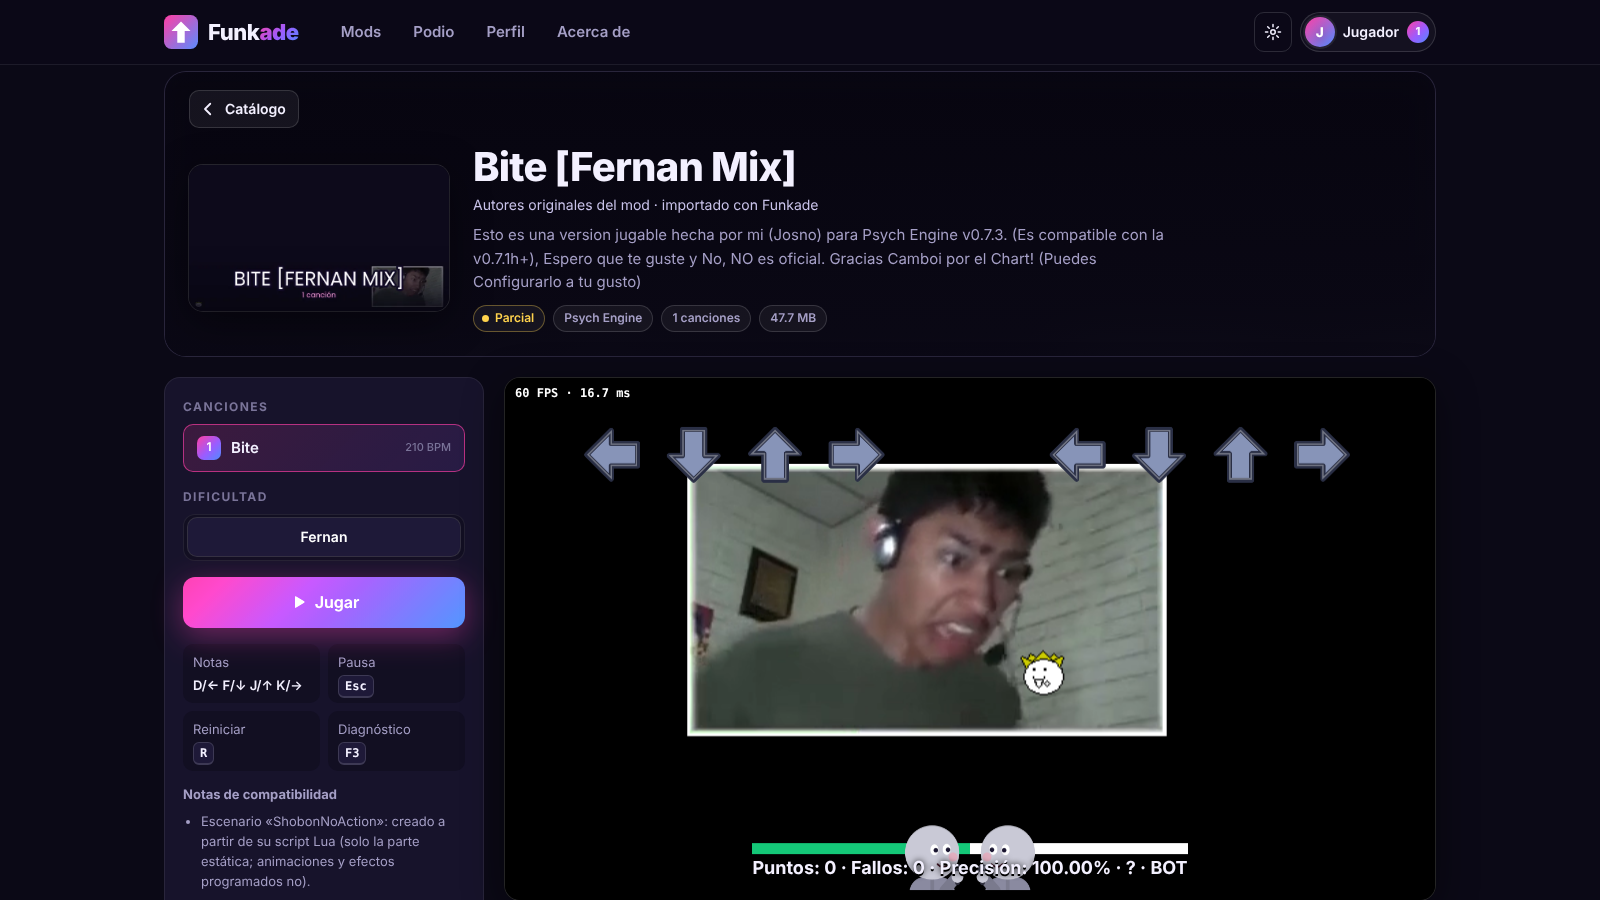 Funkade
Mods
Podio
Perfil
Acerca de
J
Jugador
1
Catálogo
BITE [FERNAN MIX]
1 canción
Bite [Fernan Mix]
Autores originales del mod · importado con Funkade
Esto es una version jugable hecha por mi (Josno) para Psych Engine v0.7.3. (Es compatible con la
v0.7.1h+), Espero que te guste y No, NO es oficial. Gracias Camboi por el Chart! (Puedes
Configurarlo a tu gusto)
Parcial
Psych Engine
1 canciones
47.7 MB
CANCIONES
1 Bite 210 BPM
DIFICULTAD
Fernan
Jugar
Notas
D/← F/↓ J/↑ K/→
Pausa
Esc
Reiniciar
R
Diagnóstico
F3
Notas de compatibilidad
• Escenario «ShobonNoAction»: creado a
partir de su script Lua (solo la parte
estática; animaciones y efectos
programados no).
60 FPS · 16.7 ms
Puntos: 0 · Fallos: 0 · Precisión: 100.00% · ? · BOT